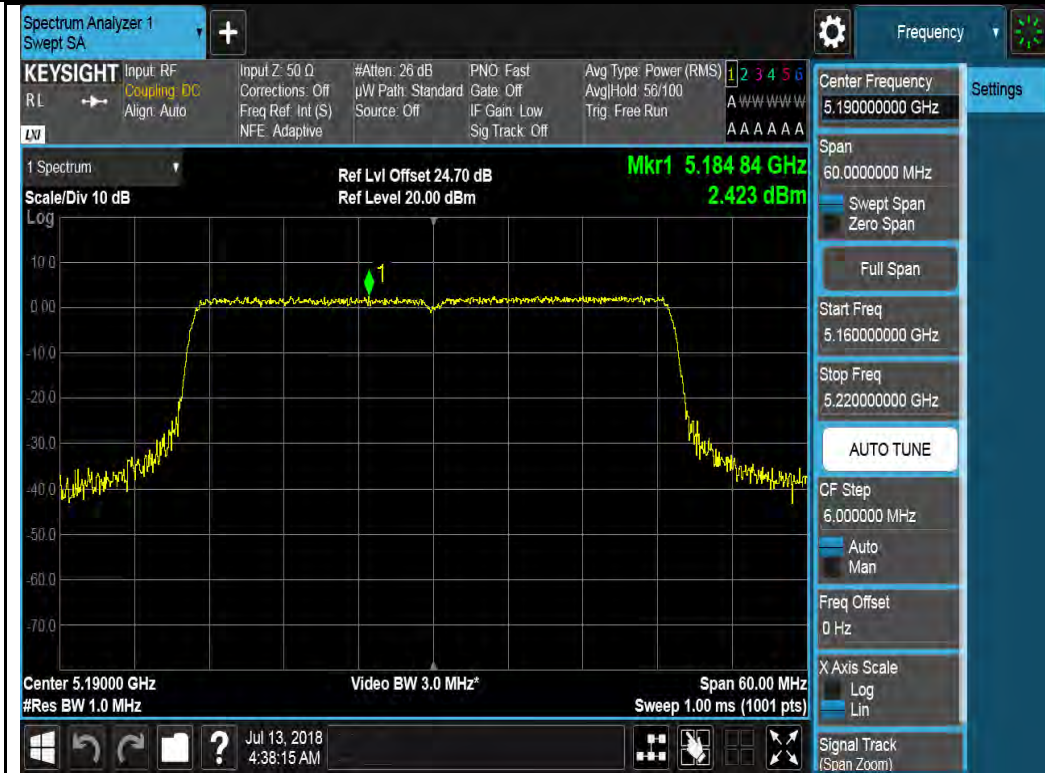 Spectrum Analyzer 1
Swept SA
+
Frequency
KEYSIGHT
RL
LXI
Input: RF
Coupling: DC
Align: Auto
Input Z: 50 Ω
Corrections: Off
Freq Ref: Int (S)
NFE: Adaptive
#Atten: 26 dB
µW Path: Standard
Source: Off
PNO: Fast
Gate: Off
IF Gain: Low
Sig Track: Off
Avg Type: Power (RMS)
Avg|Hold: 56/100
Trig: Free Run
1 2 3 4 5 6
A W W W W W
A A A A A A
1 Spectrum
Scale/Div 10 dB
Ref Lvl Offset 24.70 dB
Ref Level 20.00 dBm
Mkr1 5.184 84 GHz
2.423 dBm
Log
10.0
0.00
-10.0
-20.0
-30.0
-40.0
-50.0
-60.0
-70.0
1
Center 5.19000 GHz
#Res BW 1.0 MHz
Video BW 3.0 MHz*
Span 60.00 MHz
Sweep 1.00 ms (1001 pts)
?
Jul 13, 2018
4:38:15 AM
Center Frequency
5.190000000 GHz
Span
60.0000000 MHz
Swept Span
Zero Span
Full Span
Start Freq
5.160000000 GHz
Stop Freq
5.220000000 GHz
AUTO TUNE
CF Step
6.000000 MHz
Auto
Man
Freq Offset
0 Hz
X Axis Scale
Log
Lin
Signal Track
(Span Zoom)
Settings